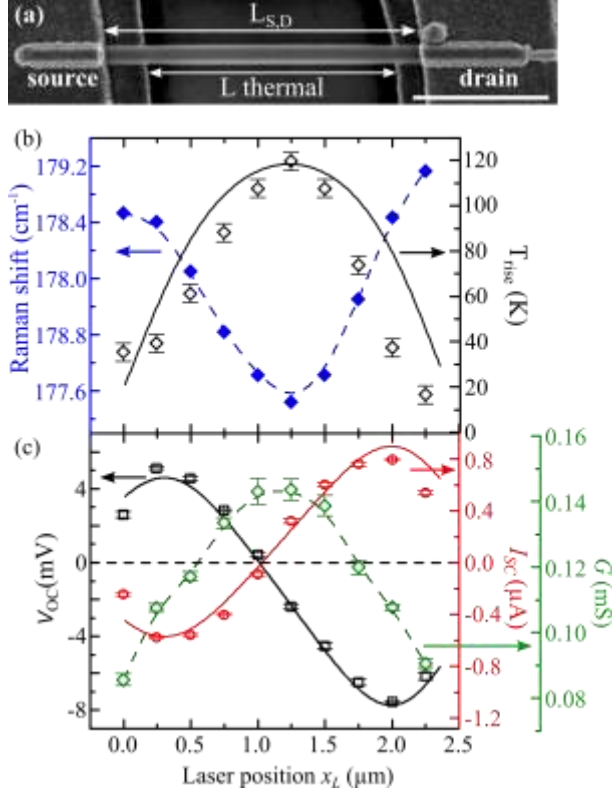 (a)
L_S,D
source
L thermal
drain
(b)
179.2
178.4
178.0
178.8
177.6
Raman shift (cm⁻¹)
120
100
80
60
40
20
0
T_rise (K)
(c)
4
0
-4
-8
V_OC(mV)
0.8
0.4
0.0
-0.4
-0.8
-1.2
I_SC (μA)
0.16
0.14
0.12
0.10
0.08
G (mS)
0.0 0.5 1.0 1.5 2.0 2.5
Laser position x_L (μm)